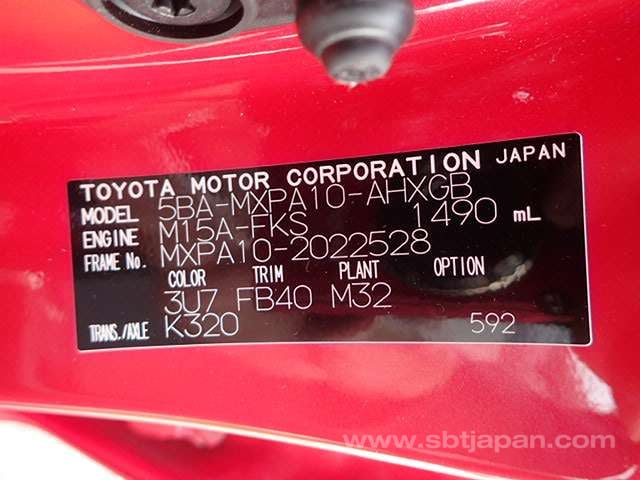 TOYOTA MOTOR CORPORATION JAPAN
MODEL 5BA-MXPA10-AHXGB
ENGINE M15A-FKS 1490 mL
FRAME No. MXPA10-2022528
COLOR TRIM PLANT OPTION
3U7 FB40 M32
TRANS./AXLE K320 592
www.sbtjapan.com